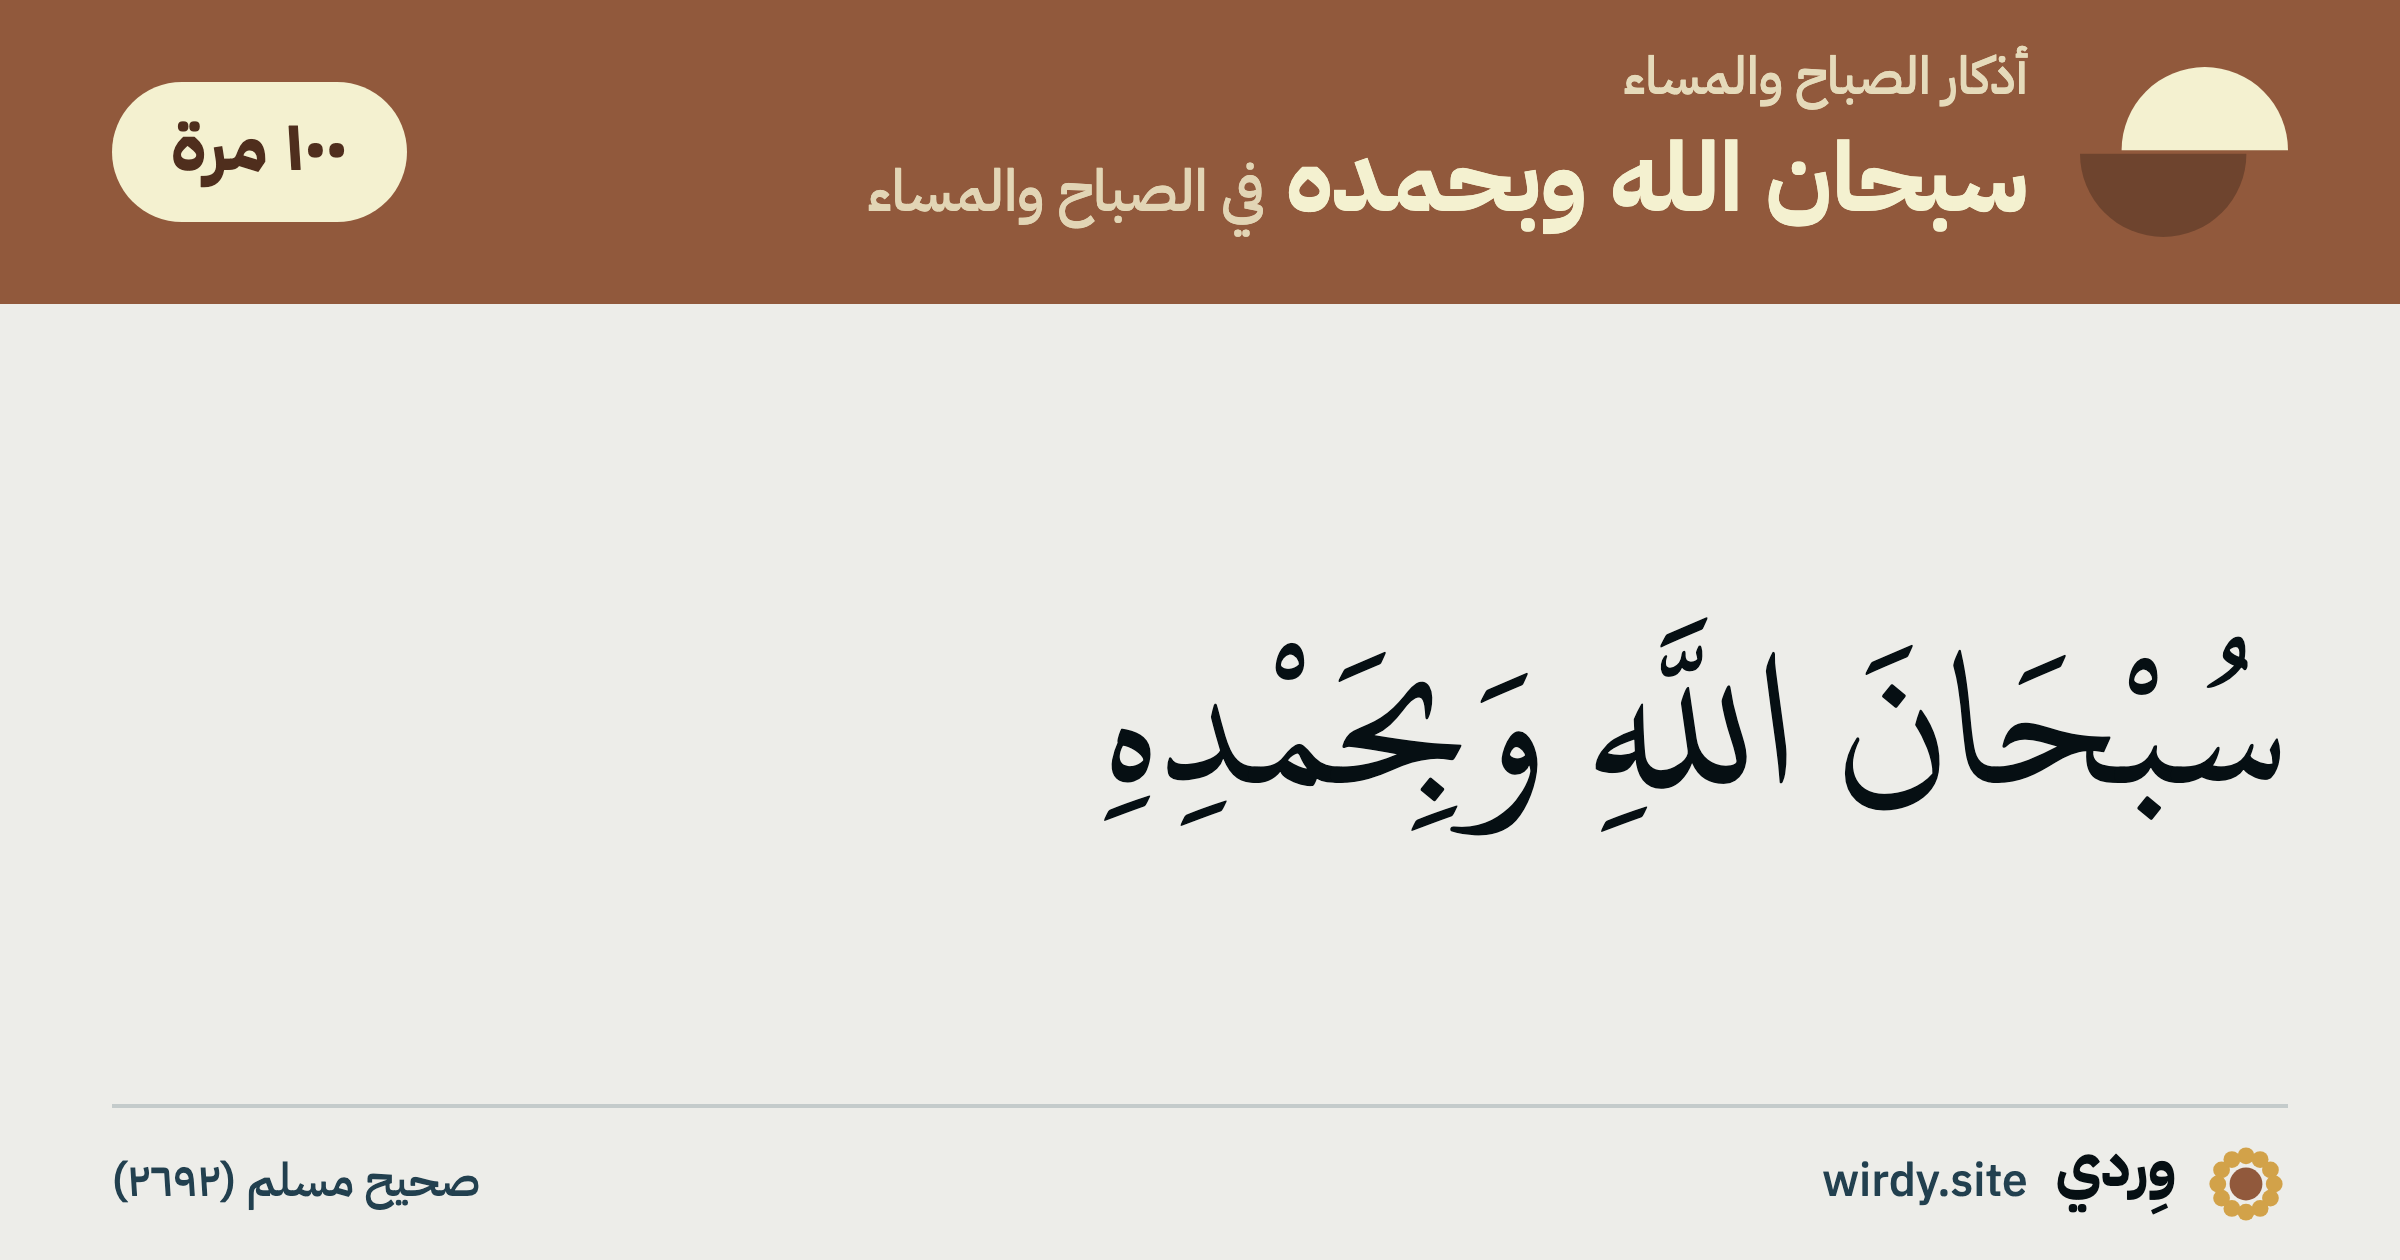 أذكار الصباح والمساء
سبحان الله وبحمده في الصباح والمساء
١٠٠ مرة
سُبْحَانَ اللَّهِ وَبِحَمْدِهِ
وِردي wirdy.site
صحيح مسلم (٢٦٩٢)